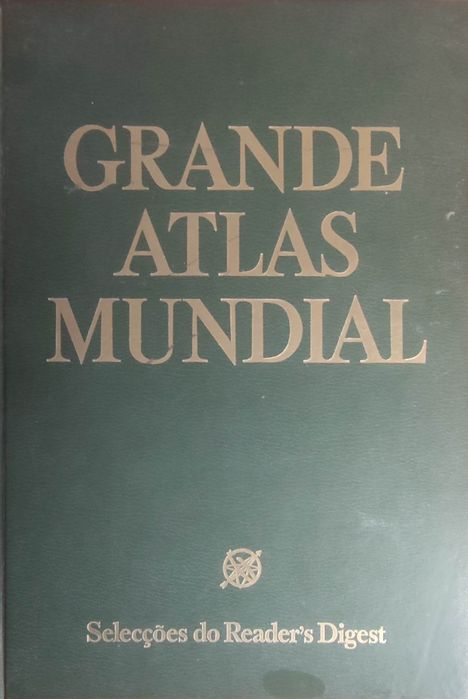 GRANDE
ATLAS
MUNDIAL
Selecções do Reader's Digest